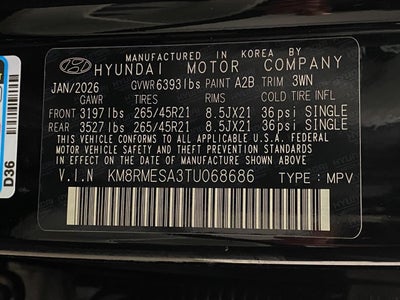 MANUFACTURED IN KOREA BY
HYUNDAI MOTOR COMPANY
JAN/2026 GVWR 6393lbs PAINT A2B TRIM 3WN
GAWR TIRES RIMS COLD TIRE INFL
FRONT 3197lbs 265/45R21 8.5JX21 36psi SINGLE
REAR 3527lbs 265/45R21 8.5JX21 36psi SINGLE
THIS VEHICLE CONFORMS TO ALL APPLICABLE U.S.A. FEDERAL
MOTOR VEHICLE SAFETY AND THEFT PREVENTION STANDARDS
IN EFFECT ON THE DATE OF MANUFACTURE SHOWN ABOVE.
V.I.N KM8RMESA3TU068686 TYPE : MPV
D36